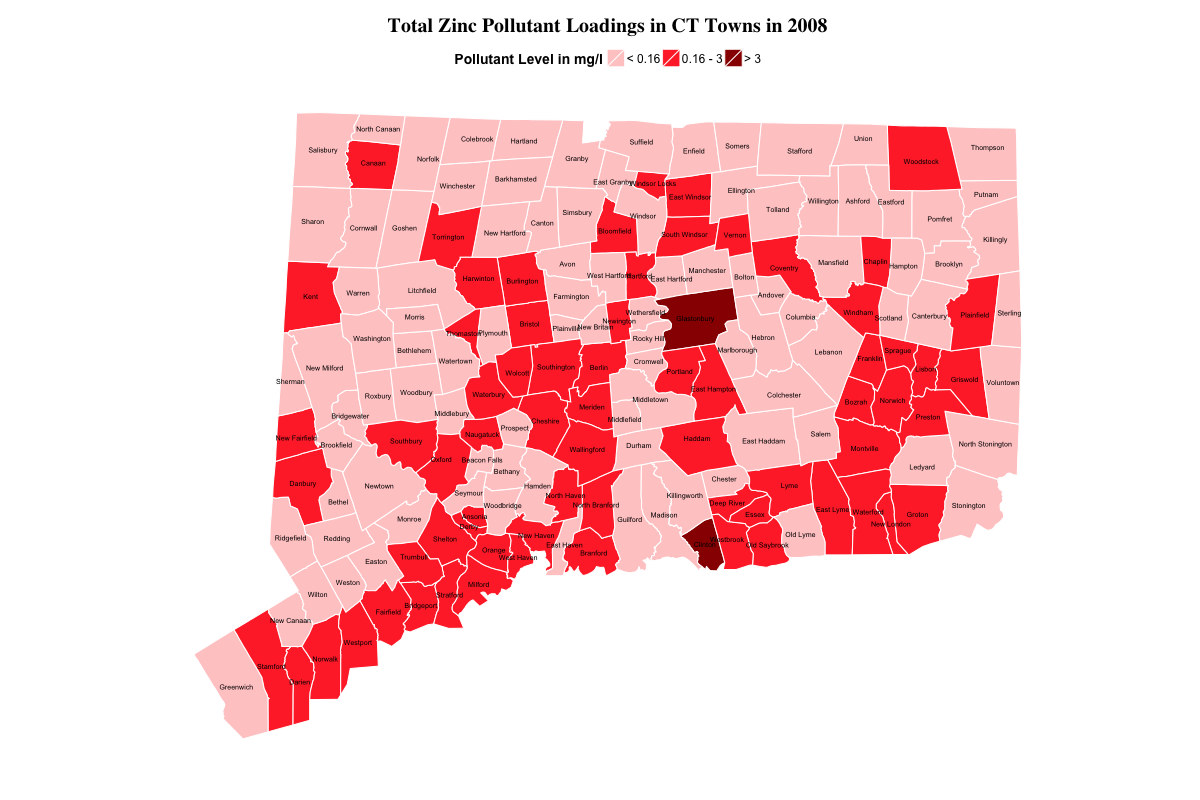 Total Zinc Pollutant Loadings in CT Towns in 2008
Pollutant Level in mg/l < 0.16 0.16 - 3 > 3
North Canaan
Colebrook
Hartland
Suffield
Union
Salisbury
Canaan
Norfolk
Granby
Enfield
Somers
Stafford
Woodstock
Thompson
Winchester
Barkhamsted
East Granby
Windsor Locks
East Windsor
Ellington
Willington
Ashford
Eastford
Putnam
Sharon
Cornwall
Goshen
Torrington
New Hartford
Canton
Simsbury
Bloomfield
Windsor
South Windsor
Vernon
Tolland
Pomfret
Killingly
Kent
Warren
Litchfield
Harwinton
Burlington
Avon
West Hartford
Hartford
East Hartford
Manchester
Bolton
Coventry
Mansfield
Chaplin
Hampton
Brooklyn
Farmington
Andover
Washington
Morris
Thomaston
Plymouth
Bristol
Plainville
New Britain
Newington
Wethersfield
Glastonbury
Hebron
Columbia
Windham
Scotland
Canterbury
Plainfield
Sterling
Rocky Hill
Marlborough
Lebanon
Franklin
Sprague
Sherman
New Milford
Bethlehem
Watertown
Wolcott
Southington
Berlin
Cromwell
Portland
East Hampton
Colchester
Lisbon
Griswold
Voluntown
Roxbury
Woodbury
Waterbury
Meriden
Middletown
Bozrah
Norwich
Preston
Bridgewater
Middlebury
Cheshire
Middlefield
New Fairfield
Brookfield
Southbury
Naugatuck
Prospect
Wallingford
Durham
Haddam
East Haddam
Salem
Montville
North Stonington
Oxford
Beacon Falls
Bethany
Ledyard
Danbury
Bethel
Newtown
Seymour
Woodbridge
Hamden
North Haven
North Branford
Guilford
Madison
Killingworth
Chester
Deep River
Lyme
East Lyme
Waterford
New London
Groton
Stonington
Ridgefield
Redding
Monroe
Ansonia
Derby
Shelton
Orange
New Haven
West Haven
East Haven
Branford
Clinton
Westbrook
Essex
Old Saybrook
Old Lyme
Easton
Trumbull
Weston
Wilton
Milford
Stratford
Bridgeport
Fairfield
New Canaan
Westport
Norwalk
Stamford
Darien
Greenwich